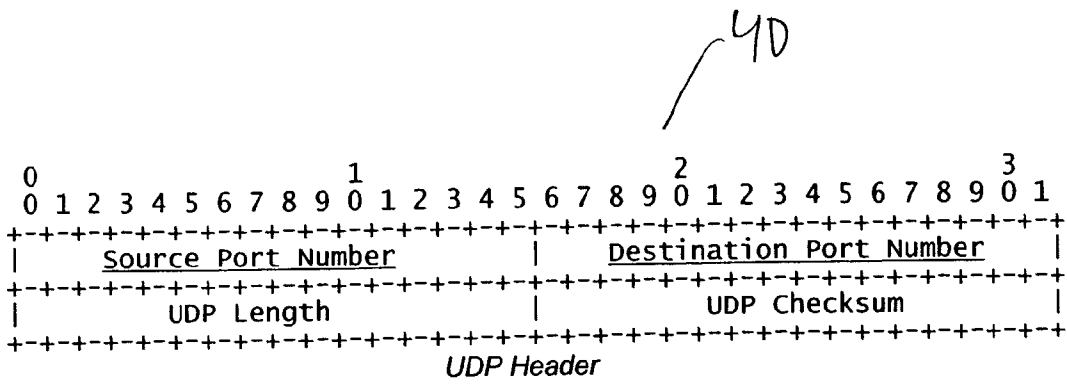 40
0 1 2 3
0 1 2 3 4 5 6 7 8 9 0 1 2 3 4 5 6 7 8 9 0 1 2 3 4 5 6 7 8 9 0 1
+-+-+-+-+-+-+-+-+-+-+-+-+-+-+-+-+-+-+-+-+-+-+-+-+-+-+-+-+-+-+-+-+
| Source Port Number | Destination Port Number |
+-+-+-+-+-+-+-+-+-+-+-+-+-+-+-+-+-+-+-+-+-+-+-+-+-+-+-+-+-+-+-+-+
| UDP Length | UDP Checksum |
+-+-+-+-+-+-+-+-+-+-+-+-+-+-+-+-+-+-+-+-+-+-+-+-+-+-+-+-+-+-+-+-+
UDP Header